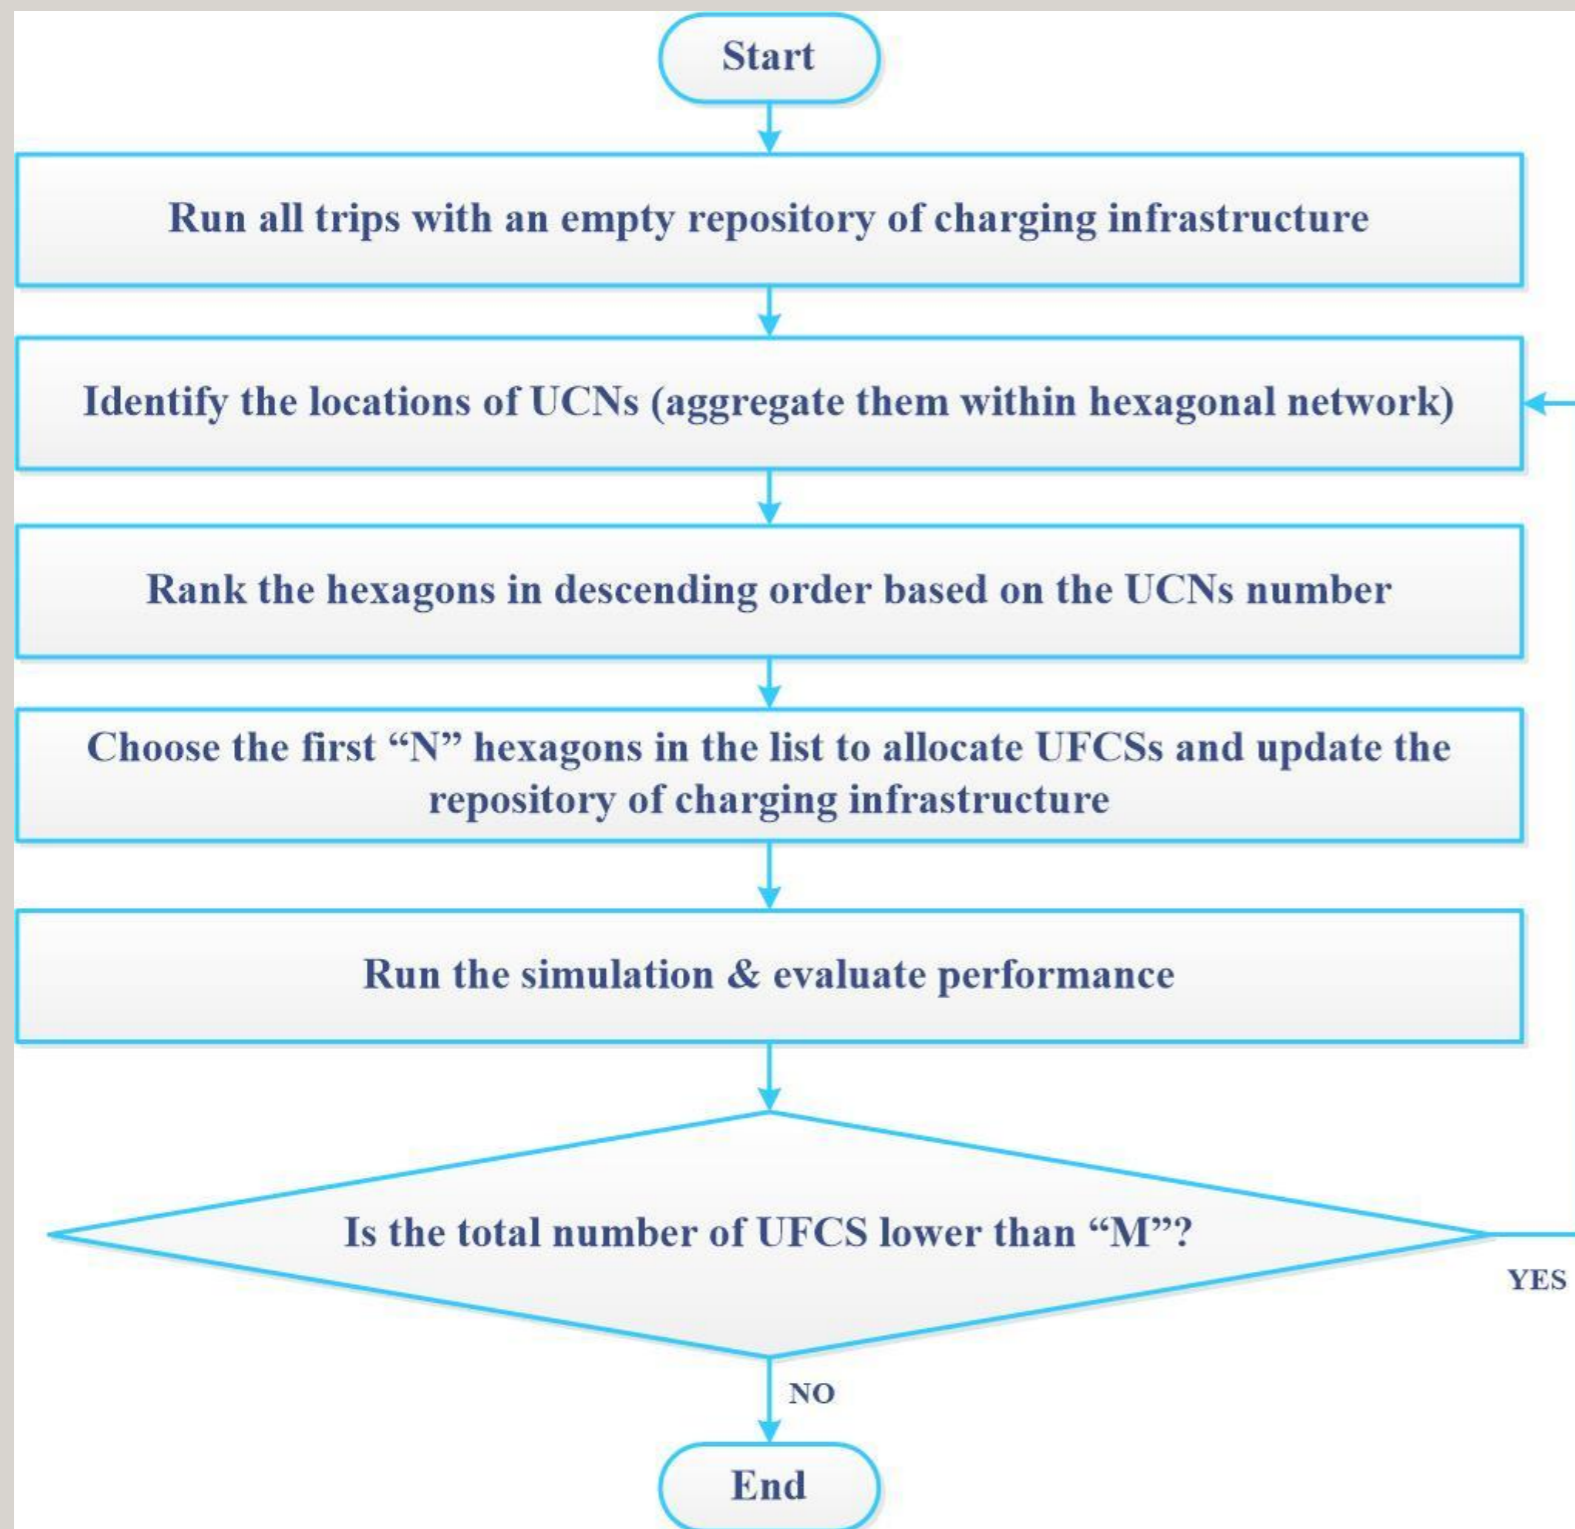 Start
Run all trips with an empty repository of charging infrastructure
Identify the locations of UCNs (aggregate them within hexagonal network)
Rank the hexagons in descending order based on the UCNs number
Choose the first “N” hexagons in the list to allocate UFCSs and update the
repository of charging infrastructure
Run the simulation & evaluate performance
Is the total number of UFCS lower than “M”?
YES
NO
End